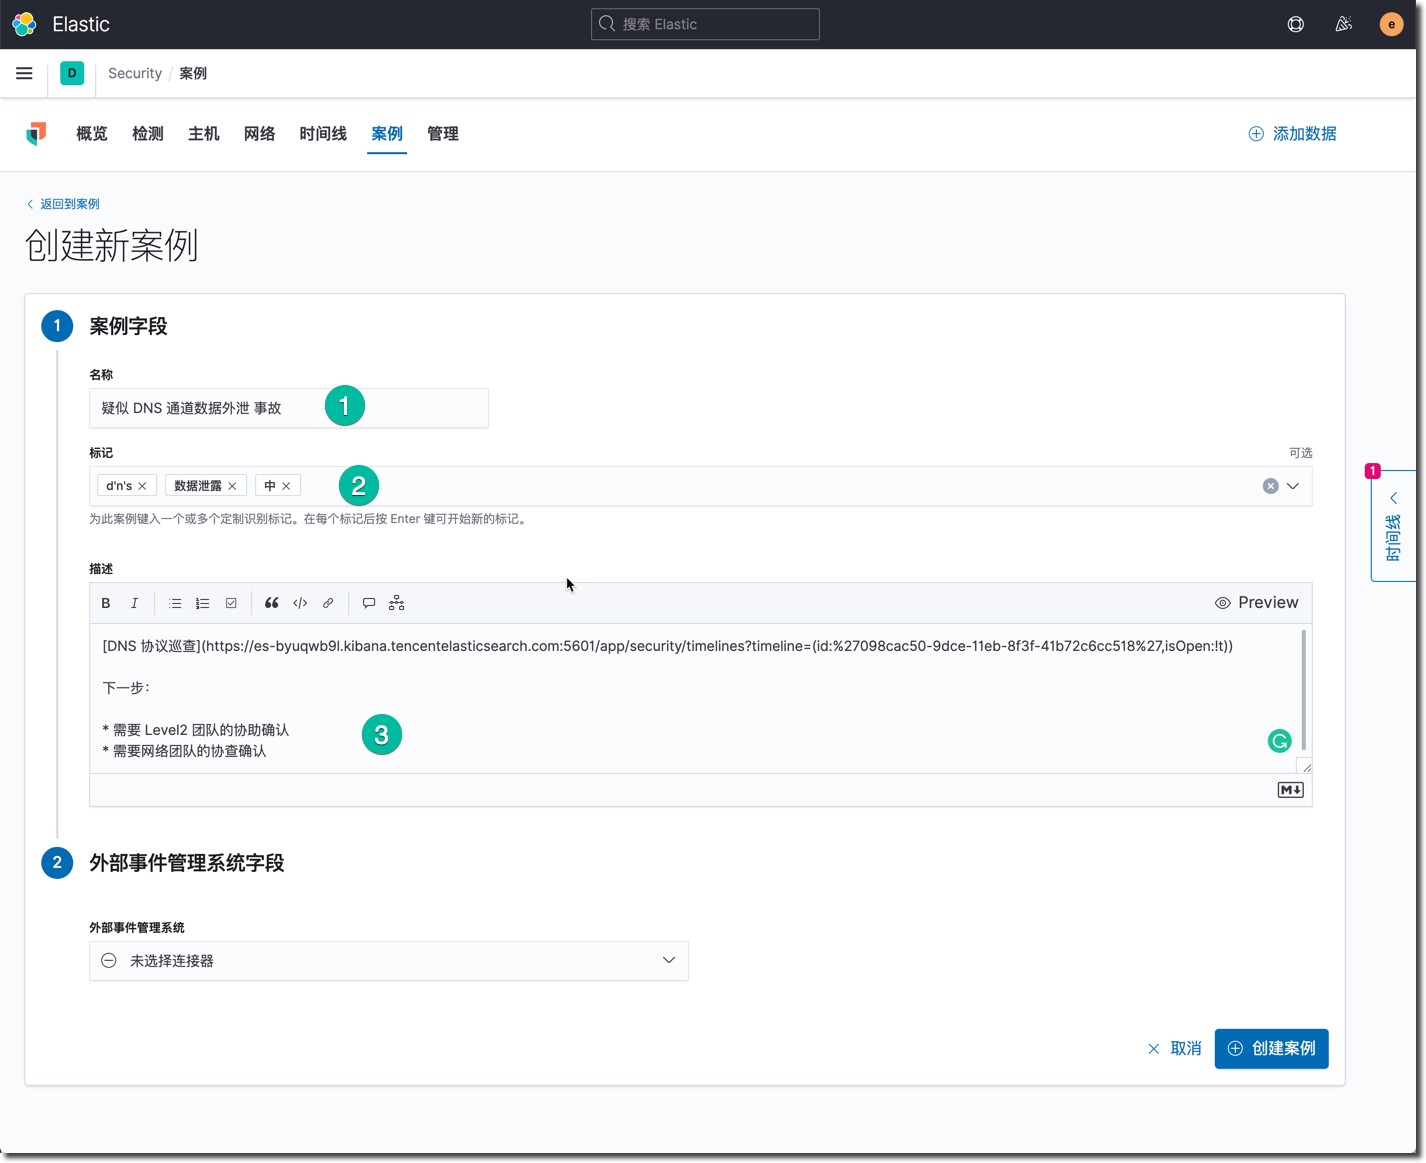 Elastic
搜索 Elastic
e
D
Security / 案例
概览 检测 主机 网络 时间线 案例 管理
添加数据
返回到案例
创建新案例
1 案例字段
名称
疑似 DNS 通道数据外泄 事故
1
标记
可选
d'n's 数据泄露 中
2
为此案例键入一个或多个定制识别标记。在每个标记后按 Enter 键可开始新的标记。
1
时间线
描述
B I
Preview
[DNS 协议巡查](https://es-byuqwb9l.kibana.tencentelasticsearch.com:5601/app/security/timelines?timeline=(id:%27098cac50-9dce-11eb-8f3f-41b72c6cc518%27,isOpen:!t))
下一步：
* 需要 Level2 团队的协助确认
* 需要网络团队的协查确认
3
M
2 外部事件管理系统字段
外部事件管理系统
未选择连接器
取消
创建案例